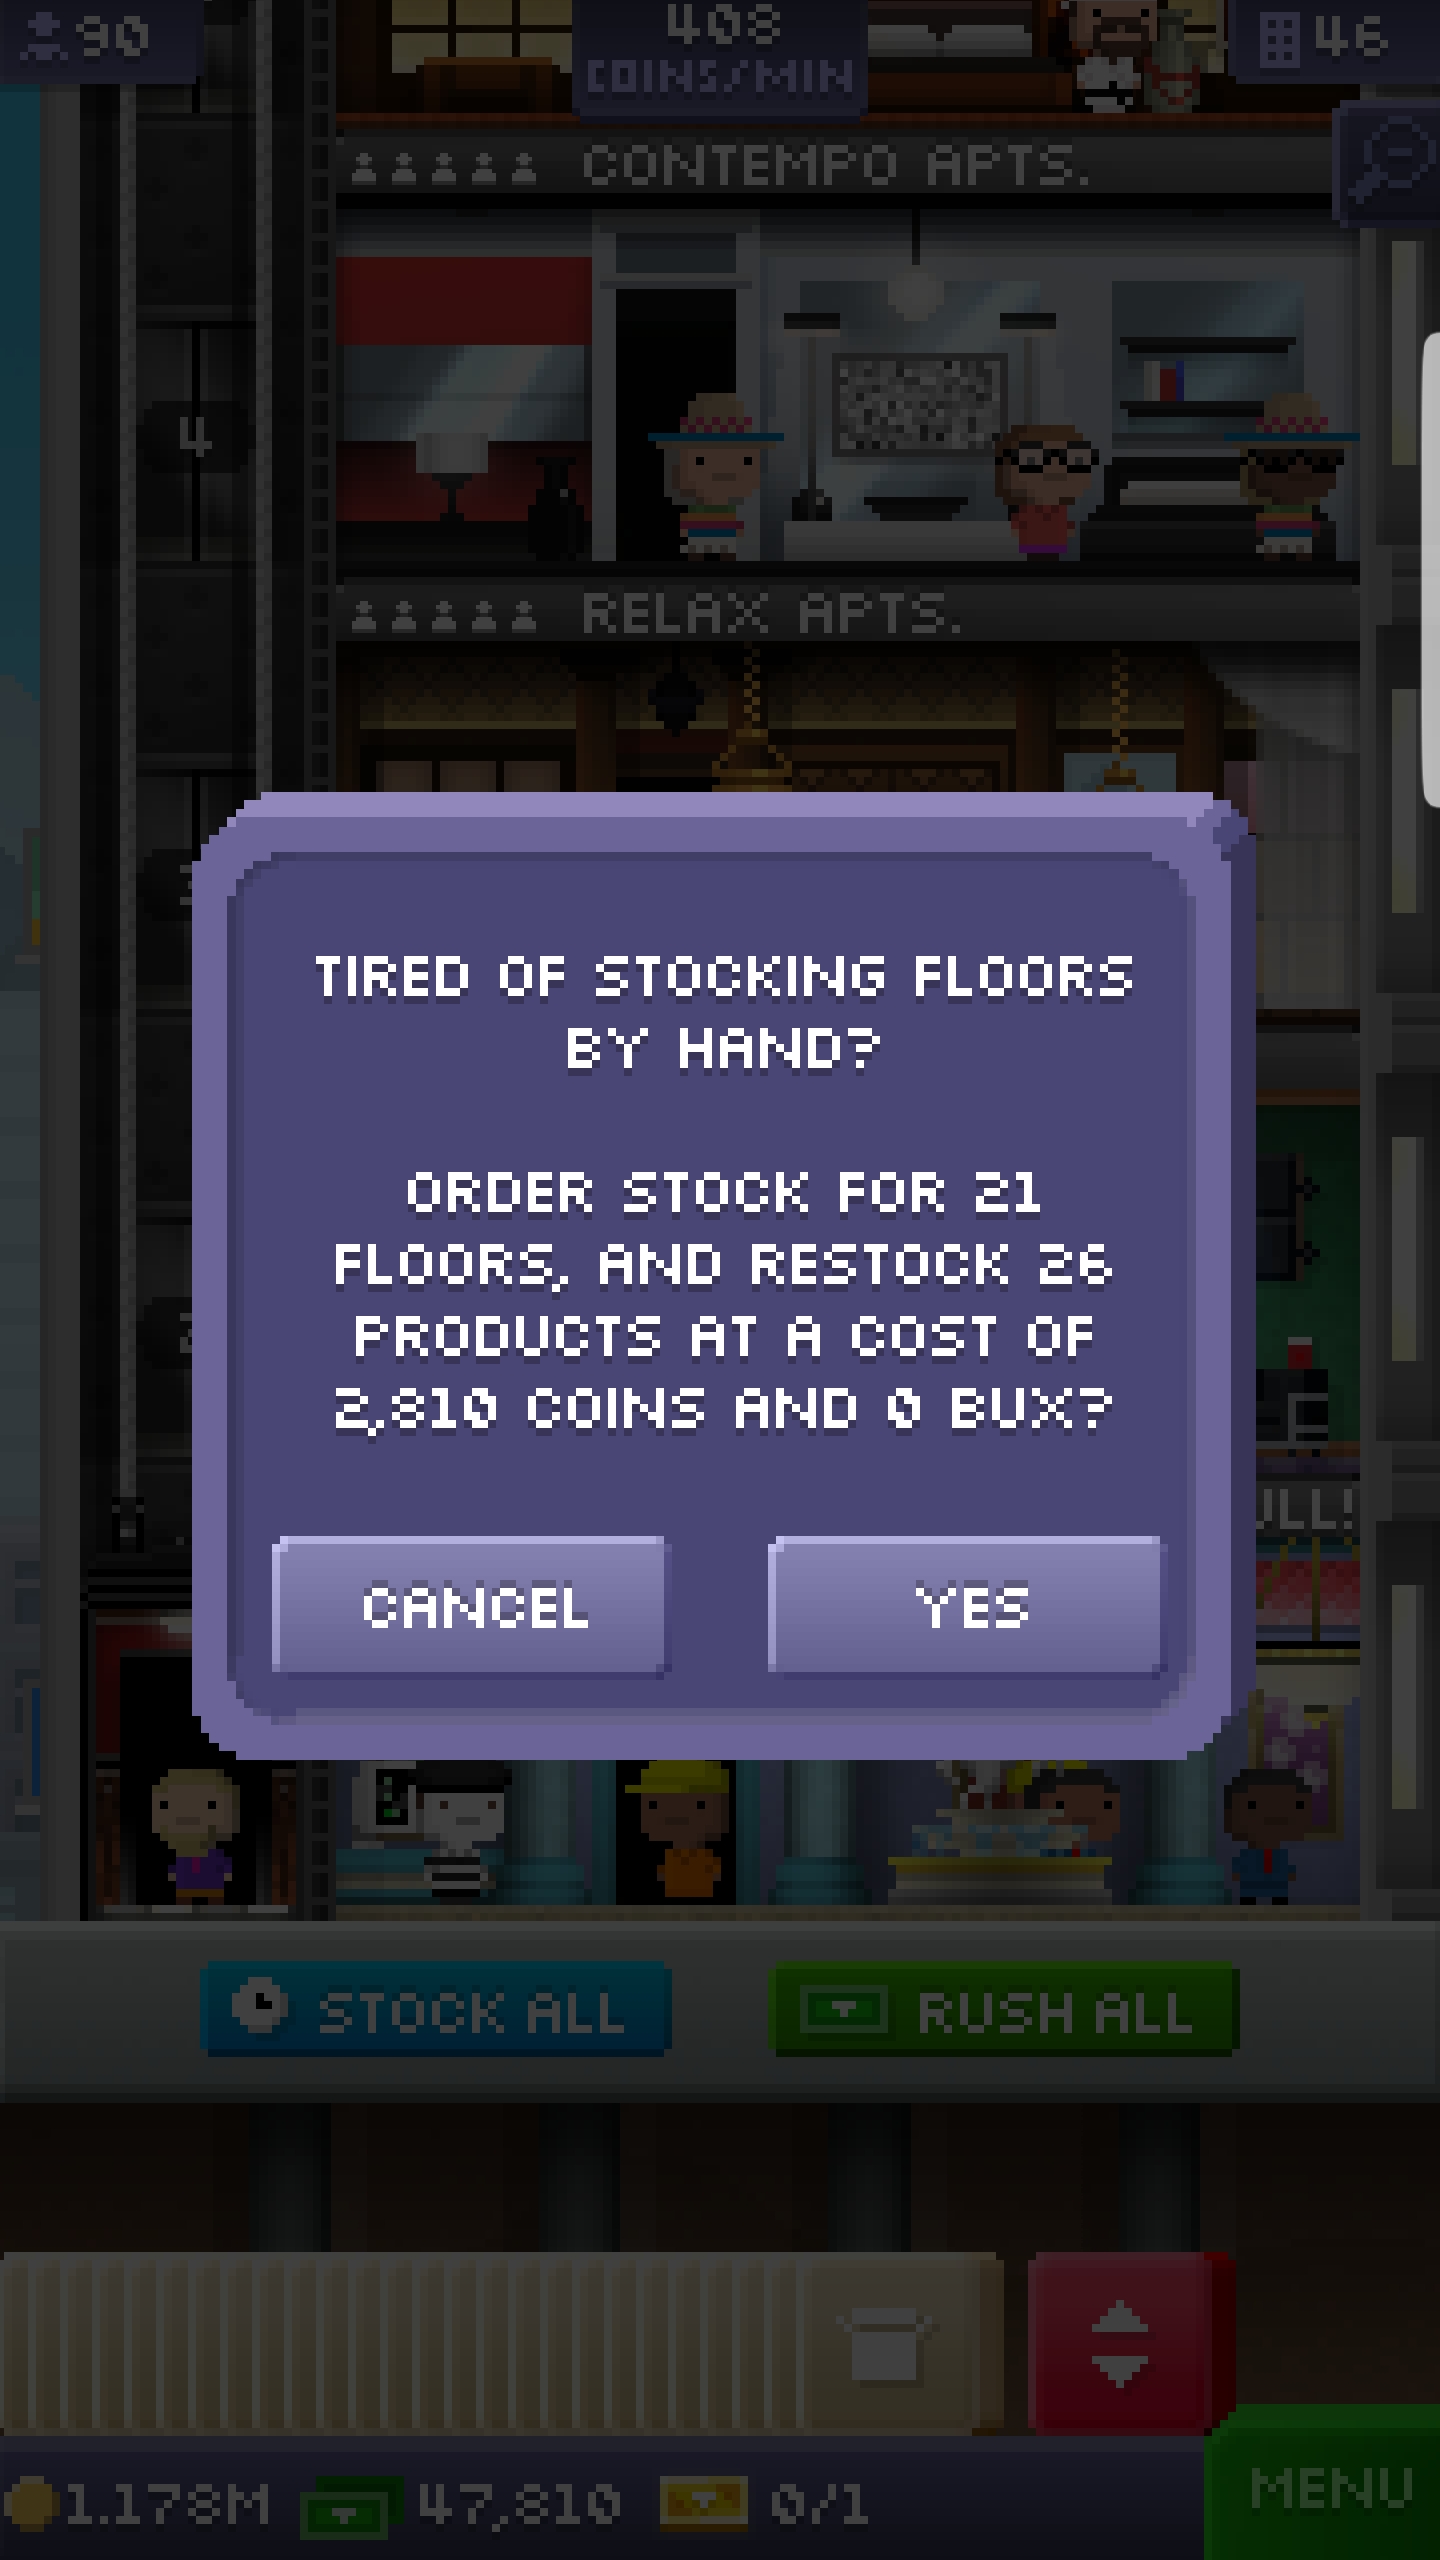 90
408
COINS/MIN
46
CONTEMPO APTS.
4
RELAX APTS.
TIRED OF STOCKING FLOORS
BY HAND?
ORDER STOCK FOR 21
FLOORS, AND RESTOCK 26
PRODUCTS AT A COST OF
2,810 COINS AND 0 BUX?
ULL!
CANCEL
YES
STOCK ALL
RUSH ALL
1.178M
47,810
0/1
MENU